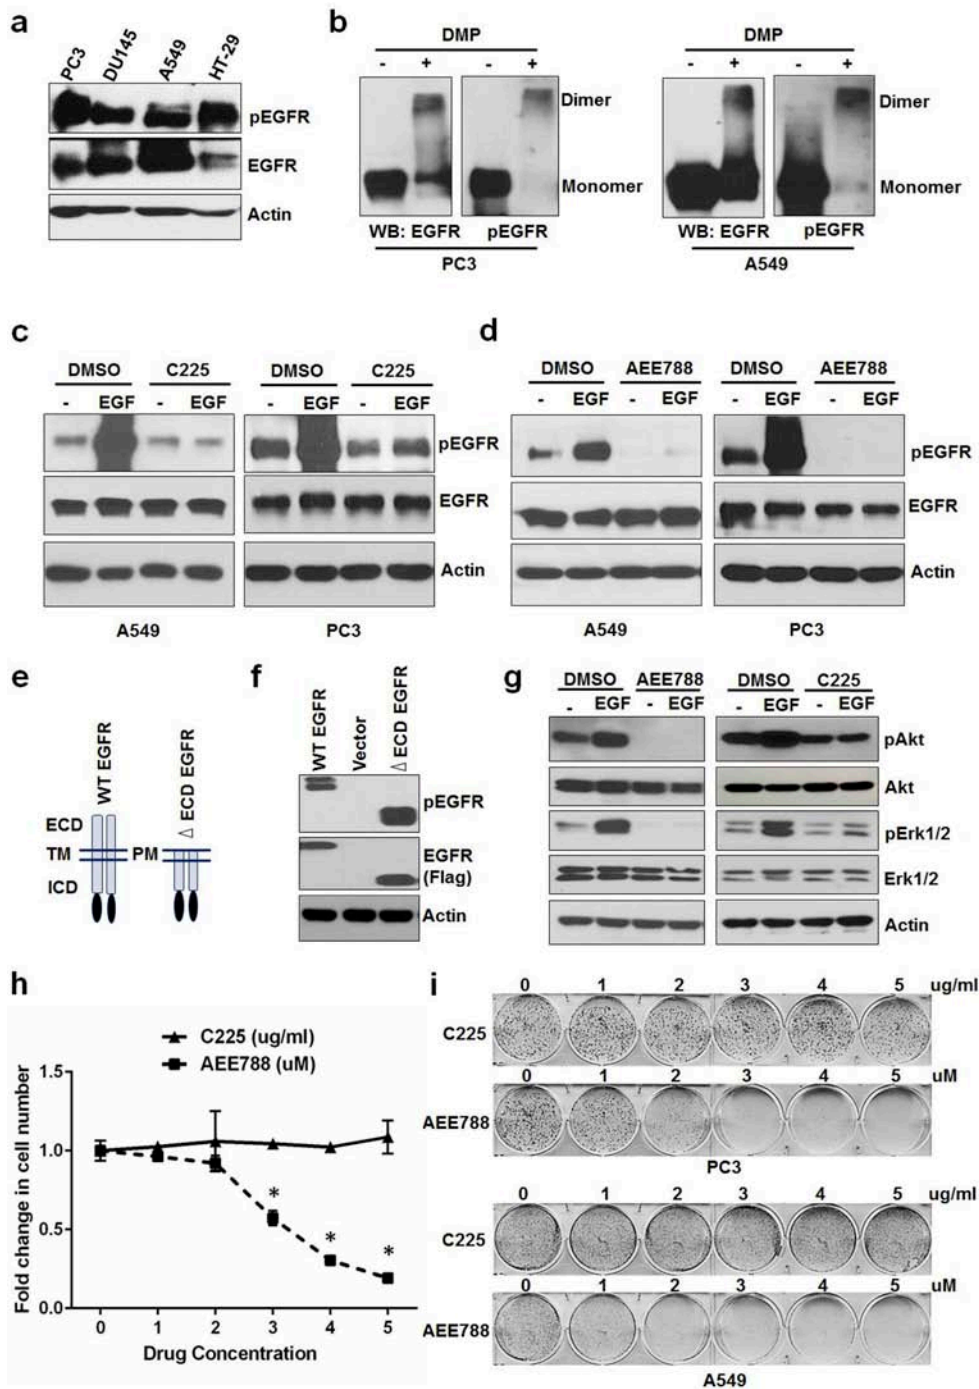 a
PC3 DU145 A549 HT-29
pEGFR
EGFR
Actin
b
DMP DMP
- + - + - + - +
Dimer Dimer
Monomer Monomer
WB: EGFR pEGFR WB: EGFR pEGFR
PC3 A549
c
DMSO C225 DMSO C225
- EGF - EGF - EGF - EGF
pEGFR
EGFR
Actin
A549 PC3
d
DMSO AEE788 DMSO AEE788
- EGF - EGF - EGF - EGF
pEGFR
EGFR
Actin
A549 PC3
e
WT EGFR
◁ ECD EGFR
ECD
TM PM
ICD
f
WT EGFR Vector ◁ ECD EGFR
pEGFR
EGFR
(Flag)
Actin
g
DMSO AEE788 DMSO C225
- EGF - EGF - EGF - EGF
pAkt
Akt
pErk1/2
Erk1/2
Actin
h
C225 (ug/ml)
AEE788 (uM)
Fold change in cell number
1.5
1.0
0.5
0.0
* * *
0 1 2 3 4 5
Drug Concentration
i
0 1 2 3 4 5 ug/ml
C225
0 1 2 3 4 5 uM
AEE788
PC3
0 1 2 3 4 5 ug/ml
C225
0 1 2 3 4 5 uM
AEE788
A549